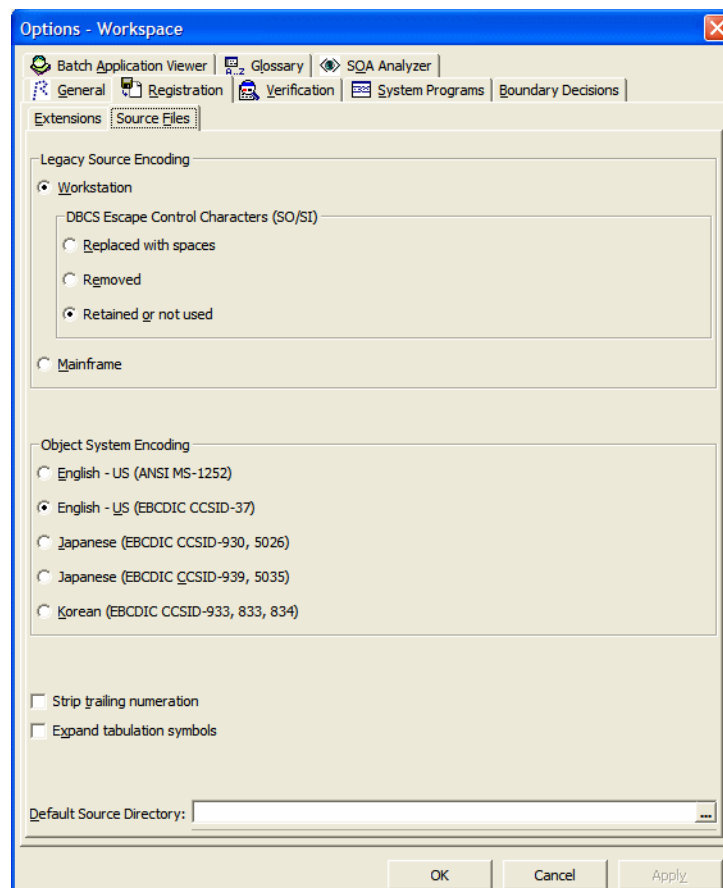 Options - Workspace
Batch Application Viewer
A..Z Glossary
SOA Analyzer
General
Registration
Verification
System Programs
Boundary Decisions
Extensions
Source Files
Legacy Source Encoding
Workstation
DBCS Escape Control Characters (SO/SI)
Replaced with spaces
Removed
Retained or not used
Mainframe
Object System Encoding
English - US (ANSI MS-1252)
English - US (EBCDIC CCSID-37)
Japanese (EBCDIC CCSID-930, 5026)
Japanese (EBCDIC CCSID-939, 5035)
Korean (EBCDIC CCSID-933, 833, 834)
Strip trailing numeration
Expand tabulation symbols
Default Source Directory:
...
OK
Cancel
Apply